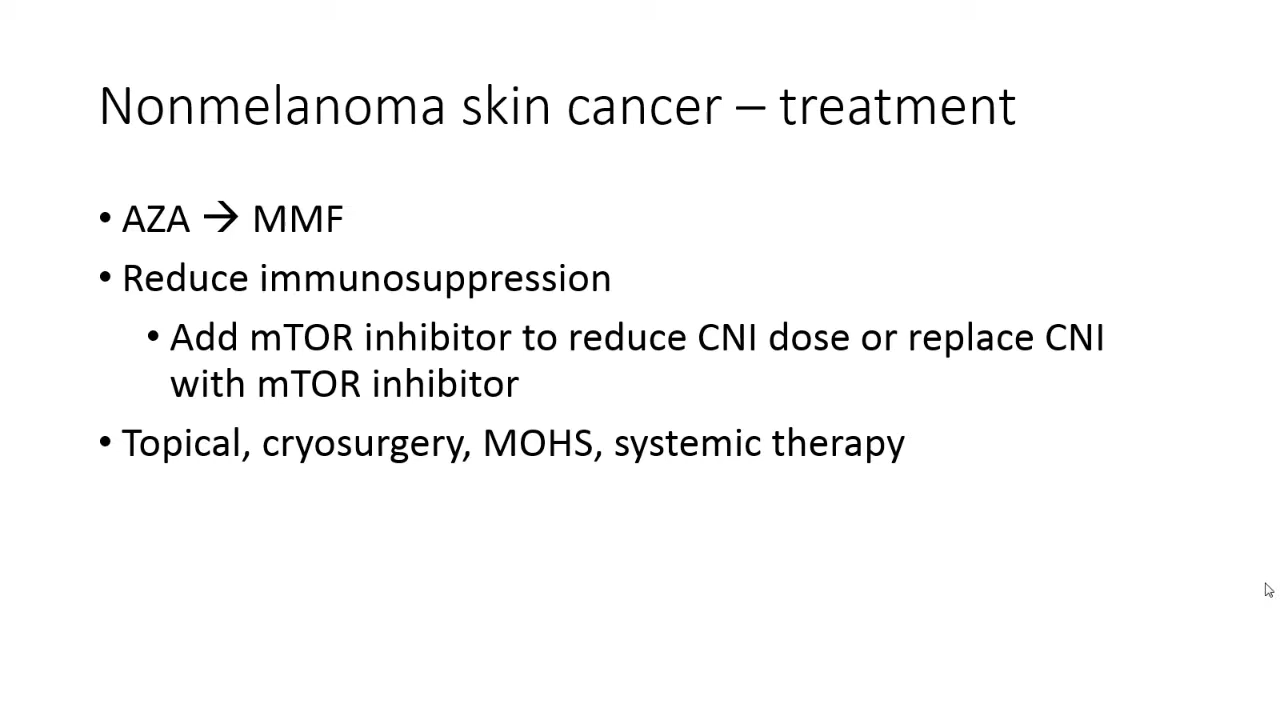 Nonmelanoma skin cancer – treatment
• AZA → MMF
• Reduce immunosuppression
• Add mTOR inhibitor to reduce CNI dose or replace CNI
with mTOR inhibitor
• Topical, cryosurgery, MOHS, systemic therapy